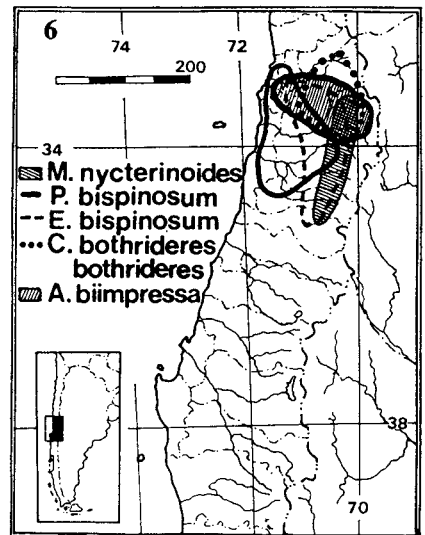 6
74 72
200
34
M. nycterinoides
P. bispinosum
E. bispinosum
C. bothrideres
bothrideres
A. biimpressa
38
70